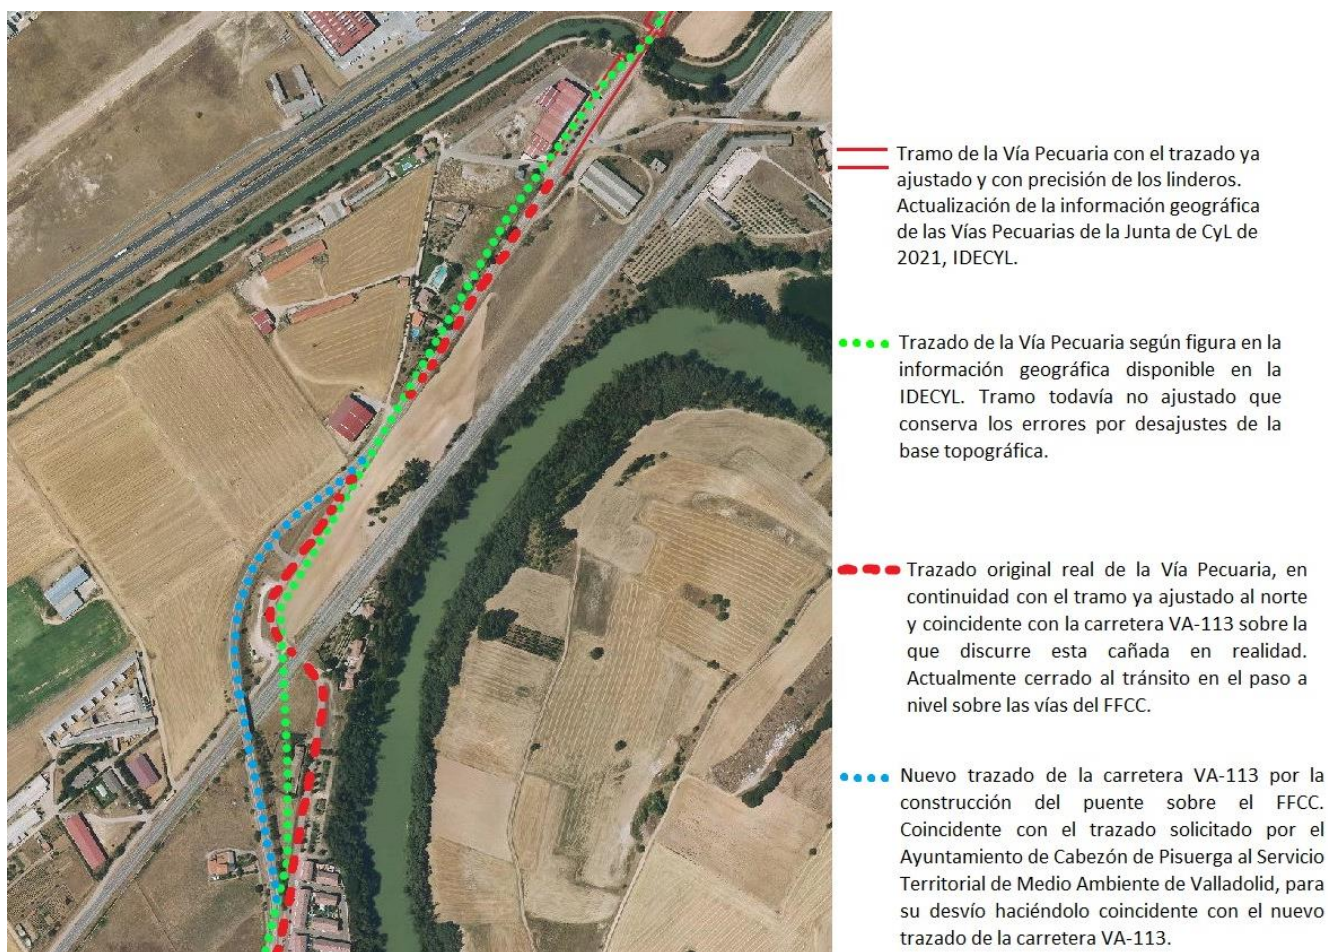 Tramo de la Vía Pecuaria con el trazado ya
ajustado y con precisión de los linderos.
Actualización de la información geográfica
de las Vías Pecuarias de la Junta de CyL de
2021, IDECYL.
Trazado de la Vía Pecuaria según figura en la
información geográfica disponible en la
IDECYL. Tramo todavía no ajustado que
conserva los errores por desajustes de la
base topográfica.
Trazado original real de la Vía Pecuaria, en
continuidad con el tramo ya ajustado al norte
y coincidente con la carretera VA-113 sobre la
que discurre esta cañada en realidad.
Actualmente cerrado al tránsito en el paso a
nivel sobre las vías del FFCC.
Nuevo trazado de la carretera VA-113 por la
construcción del puente sobre el FFCC.
Coincidente con el trazado solicitado por el
Ayuntamiento de Cabezón de Pisuerga al Servicio
Territorial de Medio Ambiente de Valladolid, para
su desvío haciéndolo coincidente con el nuevo
trazado de la carretera VA-113.